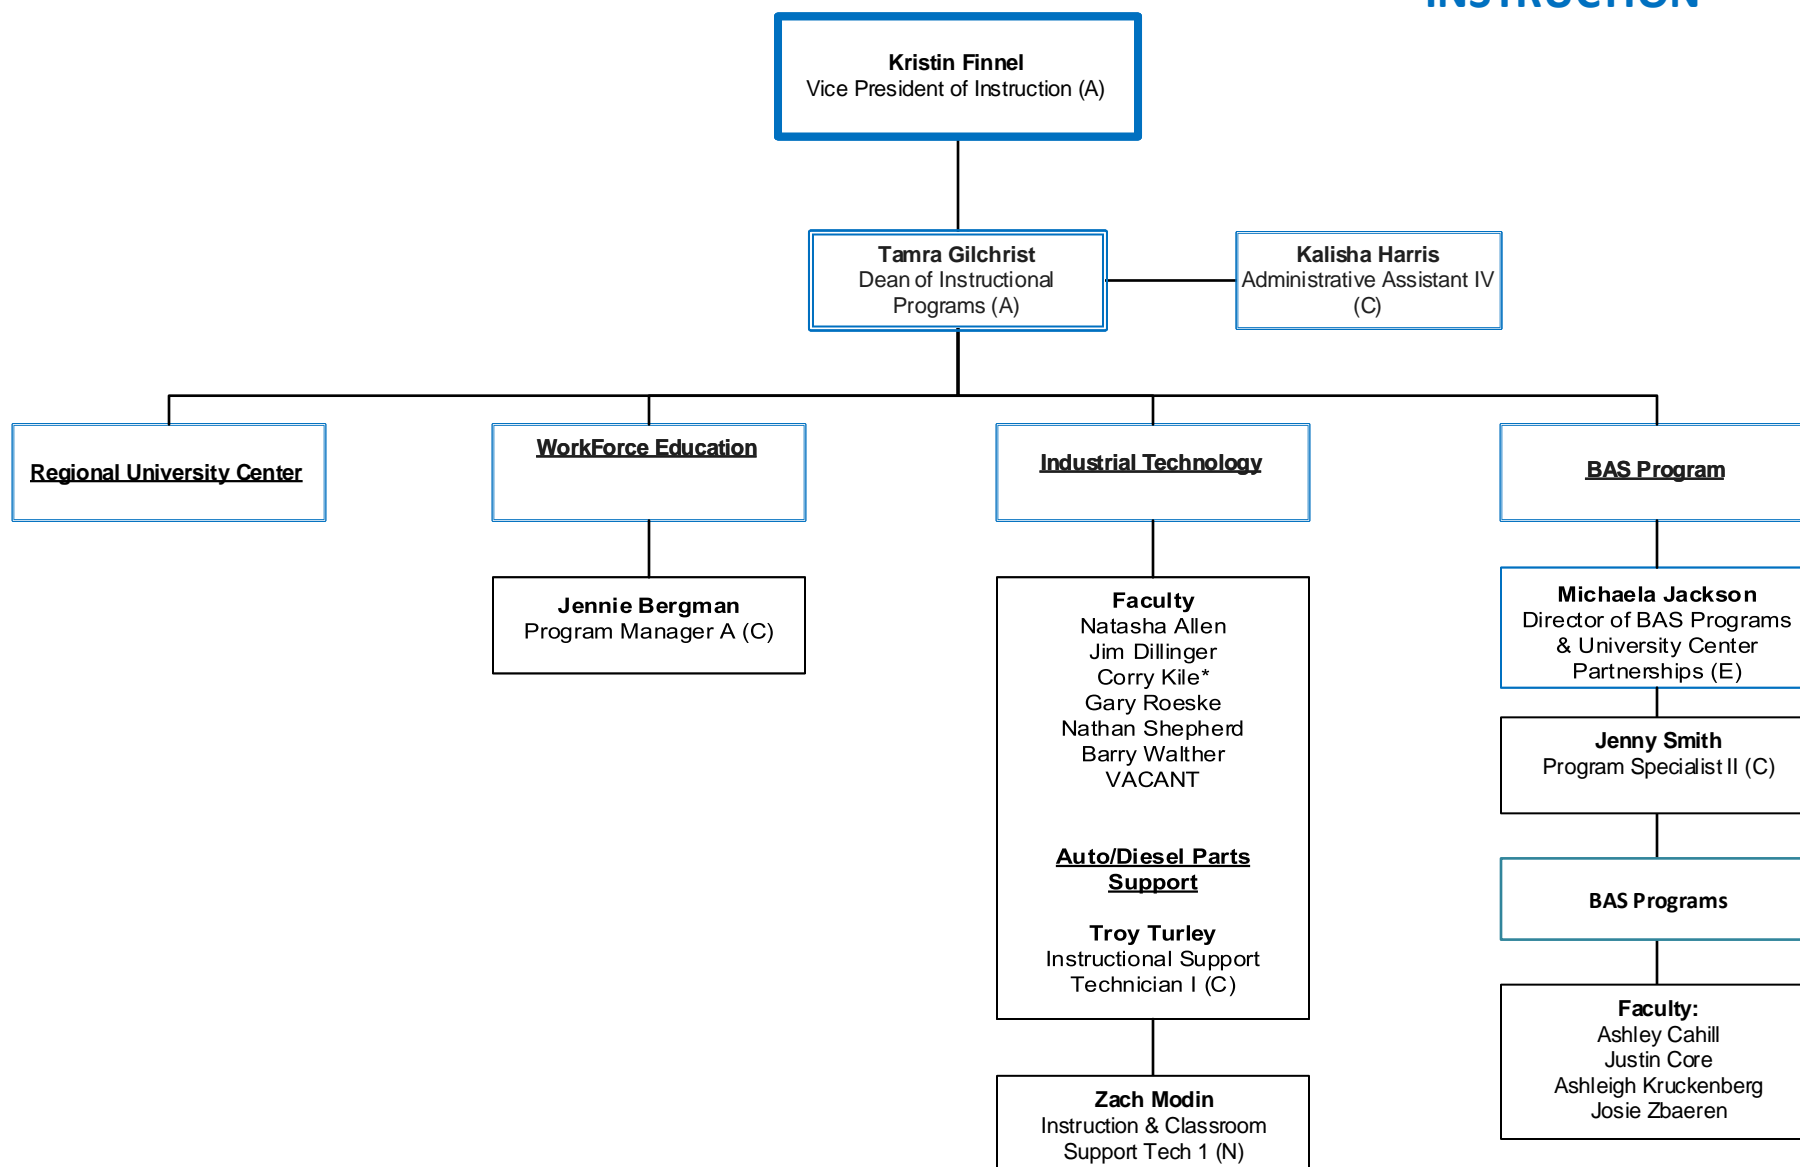 INSTRUCTION
Kristin Finnel
Vice President of Instruction (A)
Tamra Gilchrist
Dean of Instructional
Programs (A)
Kalisha Harris
Administrative Assistant IV
(C)
Regional University Center
WorkForce Education
Industrial Technology
BAS Program
Jennie Bergman
Program Manager A (C)
Faculty
Natasha Allen
Jim Dillinger
Corry Kile*
Gary Roeske
Nathan Shepherd
Barry Walther
VACANT
Auto/Diesel Parts
Support
Troy Turley
Instructional Support
Technician I (C)
Zach Modin
Instruction & Classroom
Support Tech 1 (N)
Michaela Jackson
Director of BAS Programs
& University Center
Partnerships (E)
Jenny Smith
Program Specialist II (C)
BAS Programs
Faculty:
Ashley Cahill
Justin Core
Ashleigh Kruckenberg
Josie Zbaeren